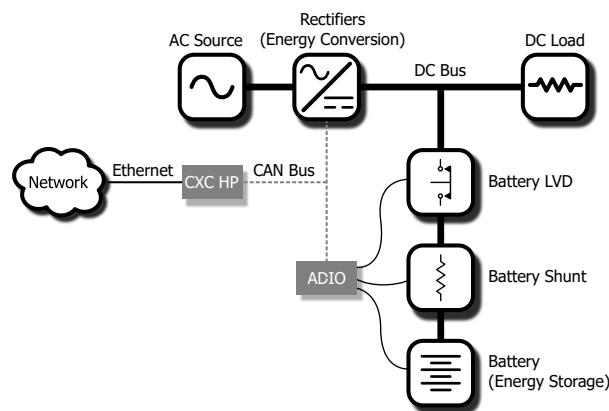 Rectifiers
(Energy Conversion)
AC Source
DC Load
DC Bus
Ethernet
CAN Bus
Network
CXC HP
Battery LVD
ADIO
Battery Shunt
Battery
(Energy Storage)